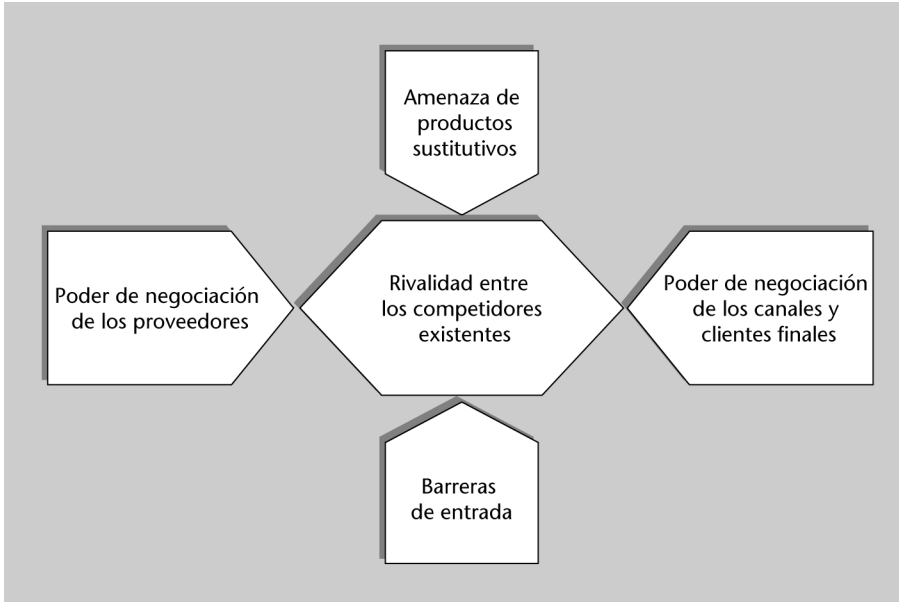 Amenaza de
productos
sustitutivos
Poder de negociación
de los proveedores
Rivalidad entre
los competidores
existentes
Poder de negociación
de los canales y
clientes finales
Barreras
de entrada